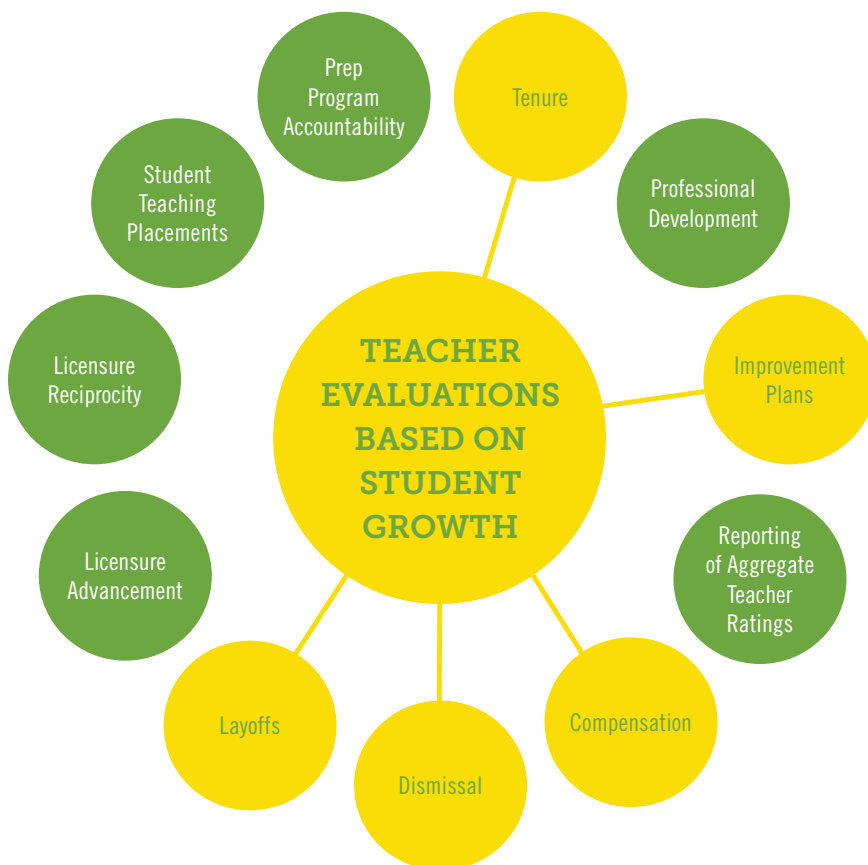 Prep
Program
Accountability
Tenure
Student
Teaching
Placements
Professional
Development
Licensure
Reciprocity
TEACHER
EVALUATIONS
BASED ON
STUDENT
GROWTH
Improvement
Plans
Licensure
Advancement
Reporting
of Aggregate
Teacher
Ratings
Layoffs
Dismissal
Compensation